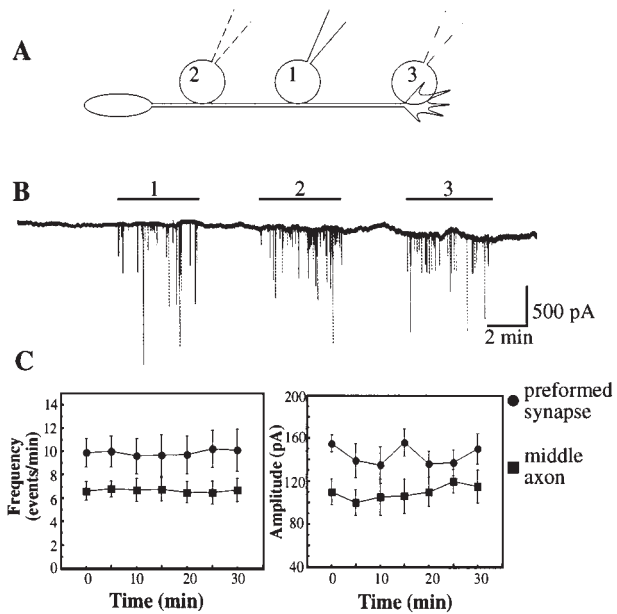 A
2
1
3
B
1
2
3
500 pA
2 min
C
14
12
10
8
6
4
2
0
Frequency
(events/min)
0
10
20
30
Time (min)
200
160
120
80
40
Amplitude (pA)
0
10
20
30
Time (min)
preformed
synapse
middle
axon